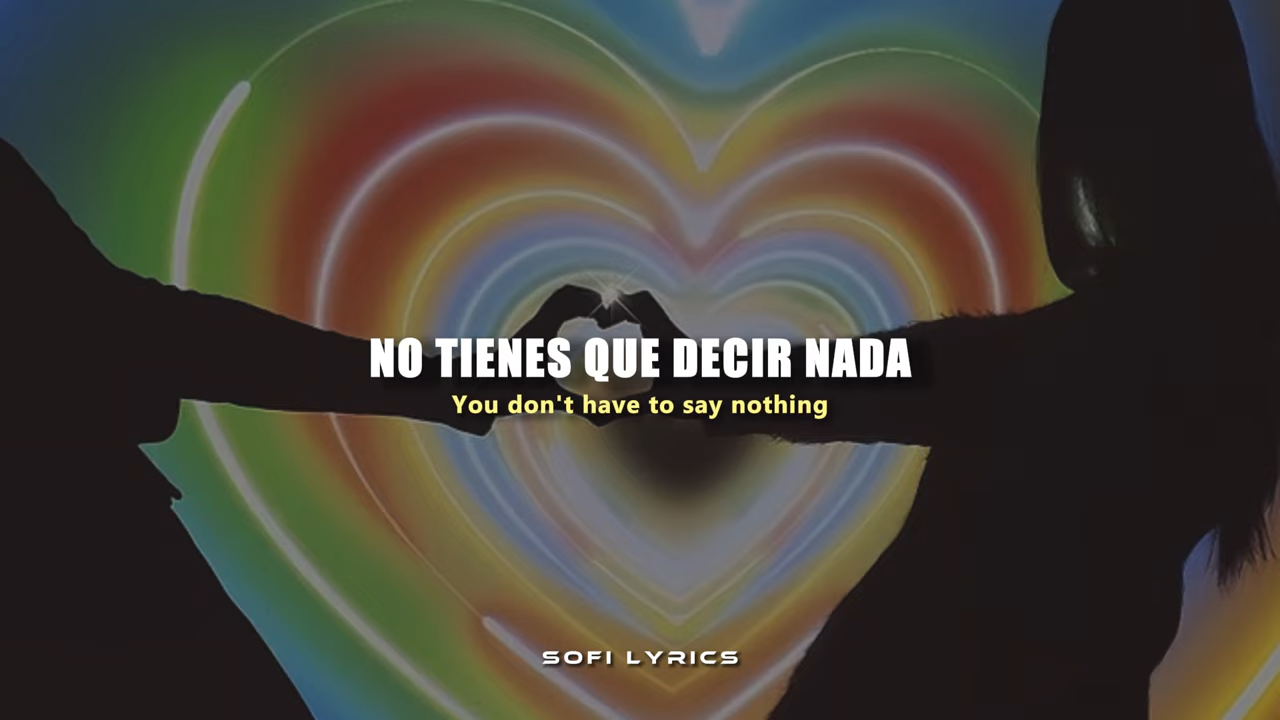 NO TIENES QUE DECIR NADA
You don't have to say nothing
SOFI LYRICS